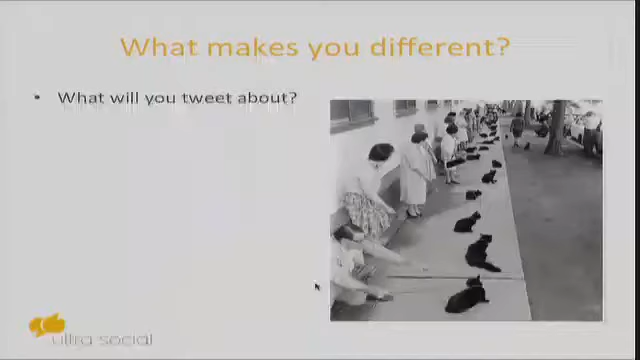 What makes you different?
• What will you tweet about?
ultra social